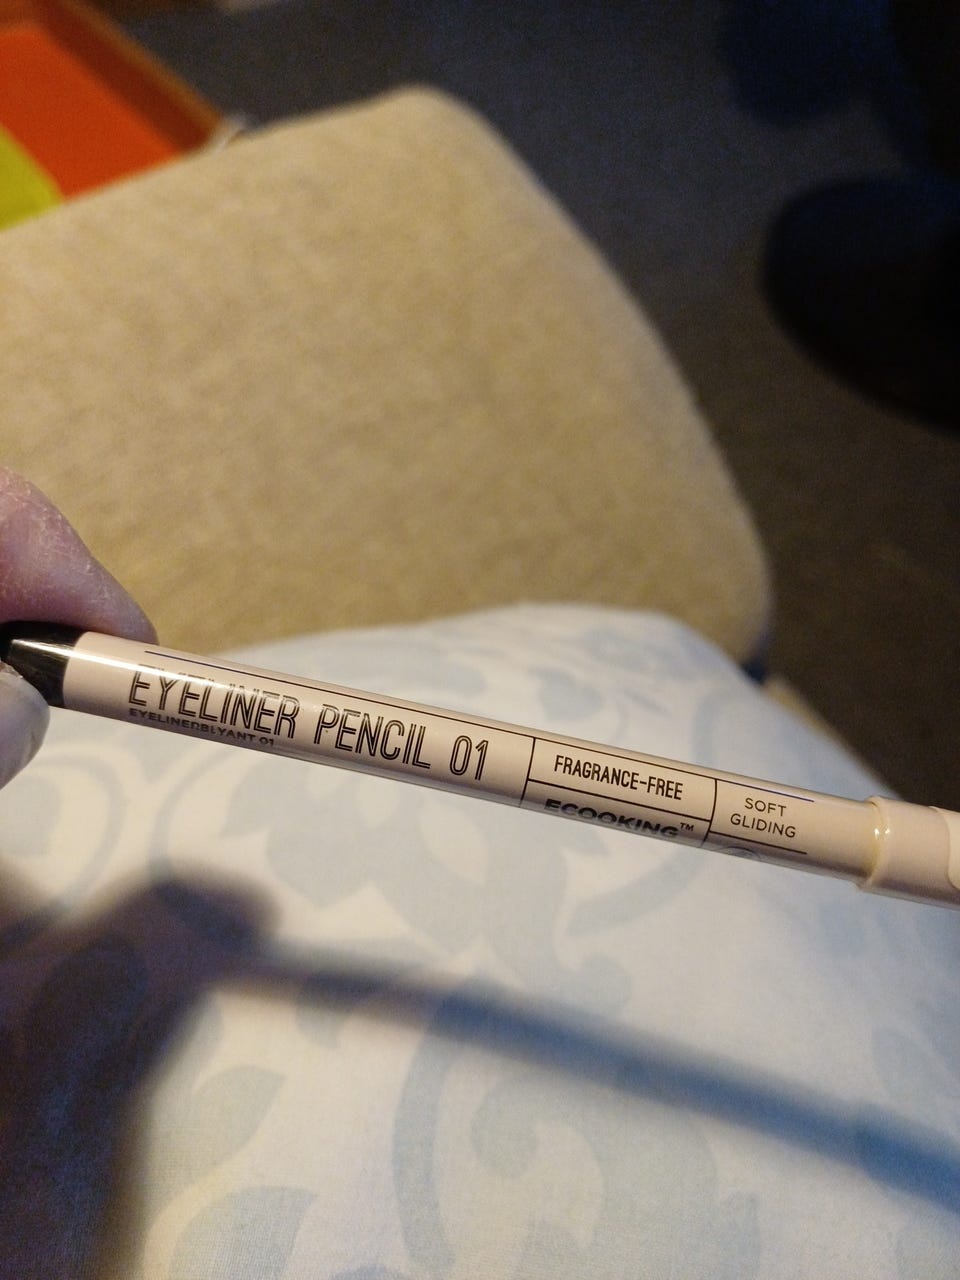 EYELINER PENCIL 01
EYELINERBLYANT 01
FRAGRANCE-FREE
ECOOKING™
SOFT
GLIDING